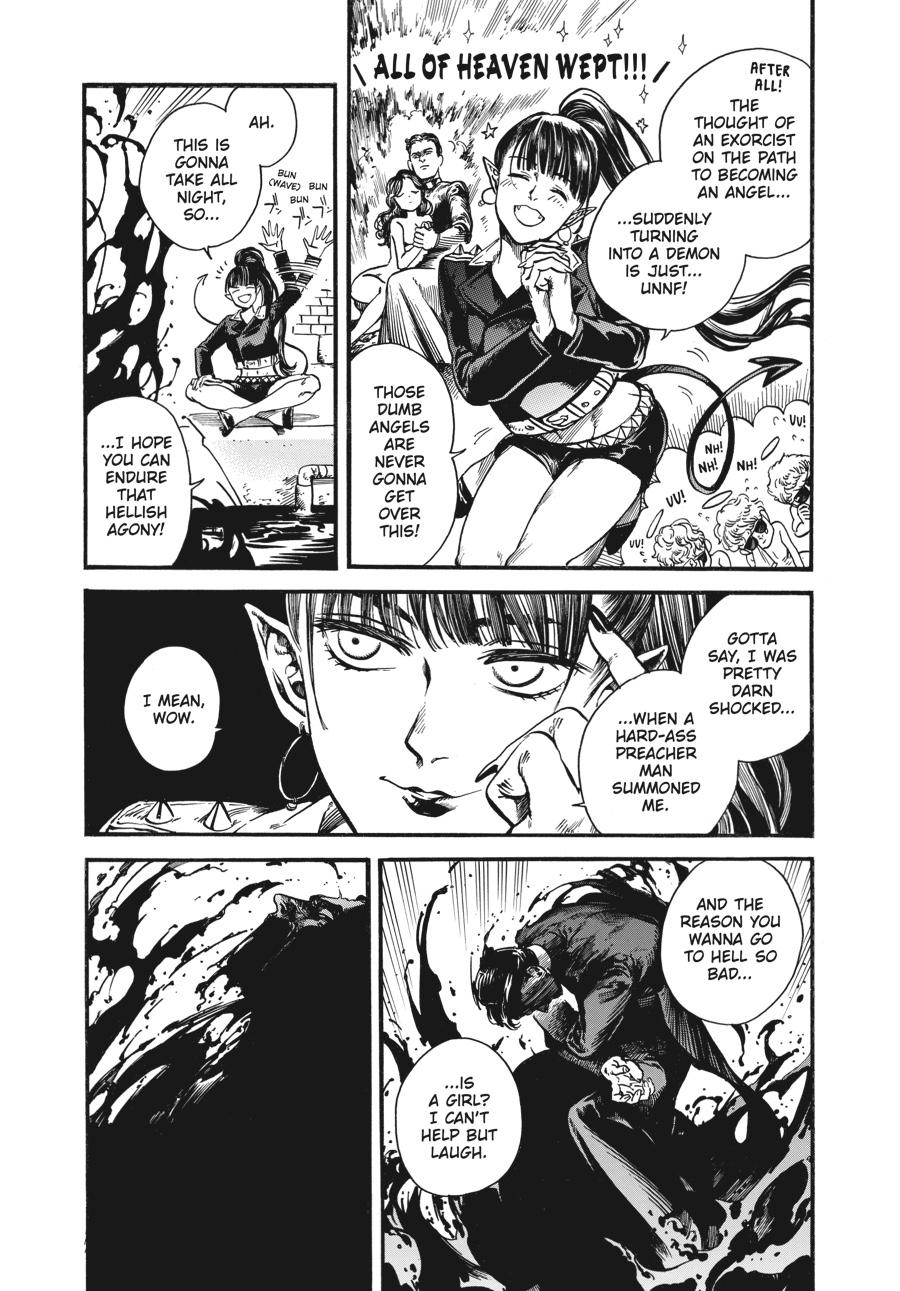 AFTER
ALL!
THE
THOUGHT OF
AN EXORCIST
ON THE PATH
TO BECOMING
AN ANGEL...
...SUDDENLY
TURNING
INTO A DEMON
IS JUST...
UNNF!
ALL OF HEAVEN WEPT!!!
THOSE
DUMB
ANGELS
ARE
NEVER
GONNA
GET
OVER
THIS!
UU!
NH!
NH!
NH!
UU!
UU!
AH.
THIS IS
GONNA
TAKE ALL
NIGHT,
SO...
BUN
(WAVE)
BUN
BUN
ブン
ブン
...I HOPE
YOU CAN
ENDURE
THAT
HELLISH
AGONY!
GOTTA
SAY, I WAS
PRETTY
DARN
SHOCKED...
...WHEN A
HARD-ASS
PREACHER
MAN
SUMMONED
ME.
I MEAN,
WOW.
AND THE
REASON YOU
WANNA GO
TO HELL SO
BAD...
...IS
A GIRL?
I CAN'T
HELP BUT
LAUGH.